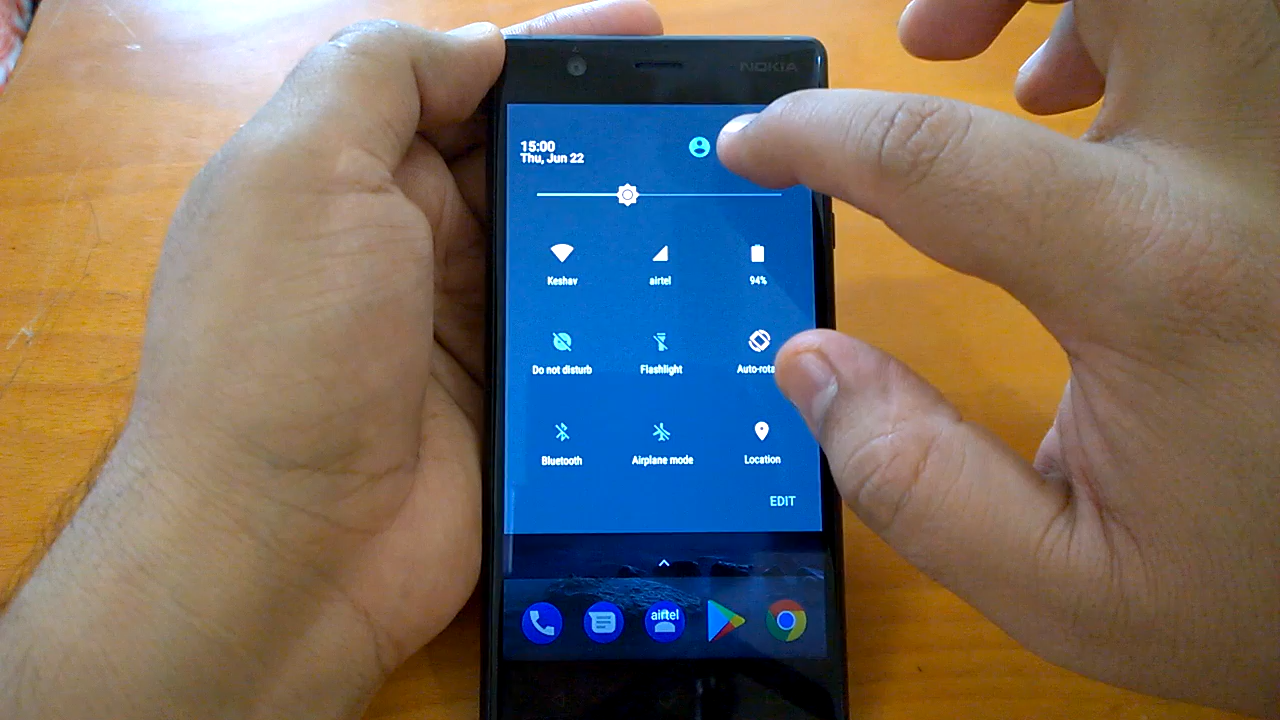 NOKIA
15:00
Thu, Jun 22
Keshav
airtel
94%
Do not disturb
Flashlight
Auto-rota
Bluetooth
Airplane mode
Location
EDIT
airtel